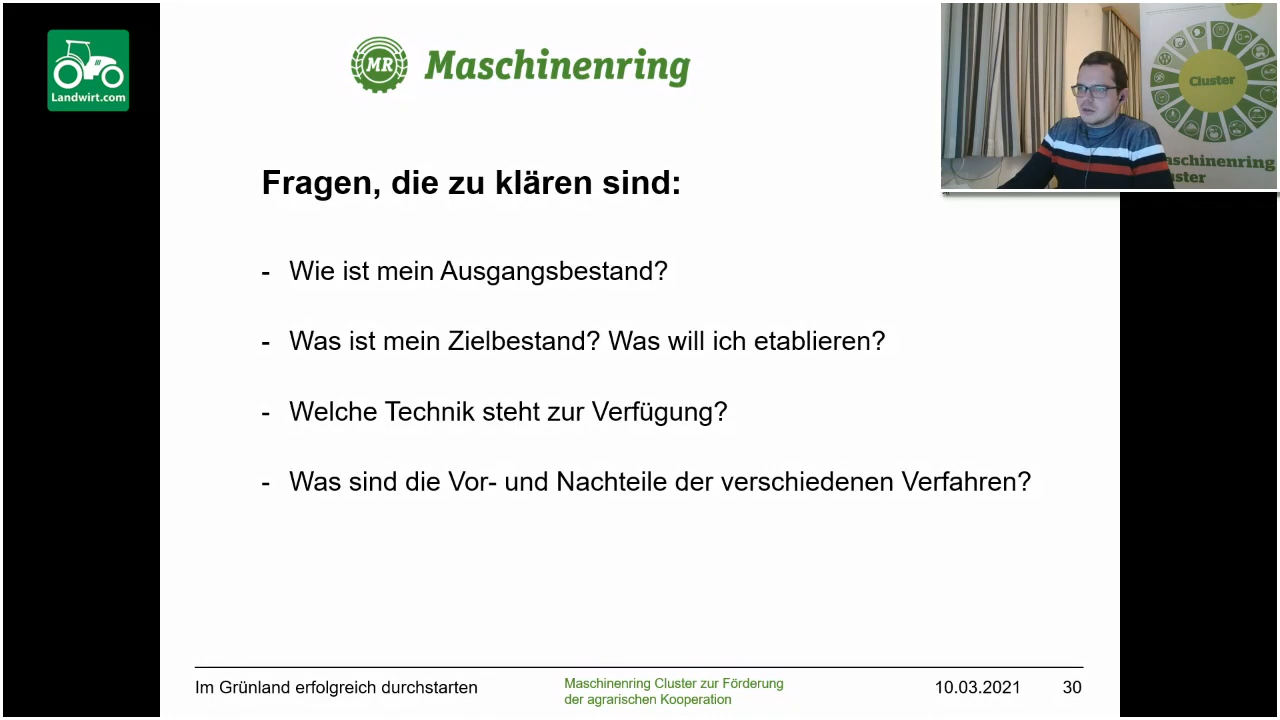 Landwirt.com
MR Maschinenring
Cluster
aschinenring
uster
Fragen, die zu klären sind:
- Wie ist mein Ausgangsbestand?
- Was ist mein Zielbestand? Was will ich etablieren?
- Welche Technik steht zur Verfügung?
- Was sind die Vor- und Nachteile der verschiedenen Verfahren?
Im Grünland erfolgreich durchstarten
Maschinenring Cluster zur Förderung
der agrarischen Kooperation
10.03.2021
30